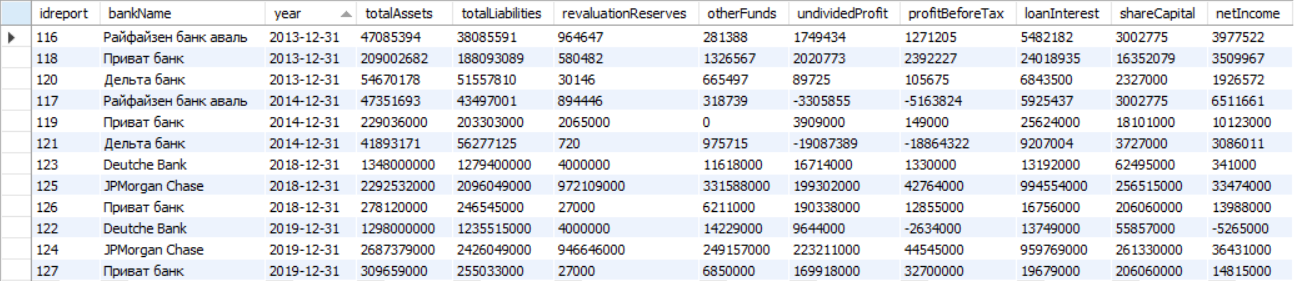 idreport bankName year totalAssets totalLiabilities revaluationReserves otherFunds undividedProfit profitBeforeTax loanInterest shareCapital netIncome
116 Райфайзен банк аваль 2013-12-31 47085394 38085591 964647 281388 1749434 1271205 5482182 3002775 3977522
118 Приват банк 2013-12-31 209002682 188093089 580482 1326567 2020773 2392227 24018935 16352079 3509967
120 Дельта банк 2013-12-31 54670178 51557810 30146 665497 89725 105675 6843500 2327000 1926572
117 Райфайзен банк аваль 2014-12-31 47351693 43497001 894446 318739 -3305855 -5163824 5925437 3002775 6511661
119 Приват банк 2014-12-31 229036000 203303000 2065000 0 3909000 149000 25624000 18101000 10123000
121 Дельта банк 2014-12-31 41893171 56277125 720 975715 -19087389 -18864322 9207004 3727000 3086011
123 Deutche Bank 2018-12-31 1348000000 1279400000 4000000 11618000 16714000 1330000 13192000 62495000 341000
125 JPMorgan Chase 2018-12-31 2292532000 2096049000 972109000 331588000 199302000 42764000 994554000 256515000 33474000
126 Приват банк 2018-12-31 278120000 246545000 27000 6211000 190338000 12855000 16756000 206060000 13988000
122 Deutche Bank 2019-12-31 1298000000 1235515000 4000000 14229000 9644000 -2634000 13749000 55857000 -5265000
124 JPMorgan Chase 2019-12-31 2687379000 2426049000 946646000 249157000 223211000 44545000 959769000 261330000 36431000
127 Приват банк 2019-12-31 309659000 255033000 27000 6850000 169918000 32700000 19679000 206060000 14815000